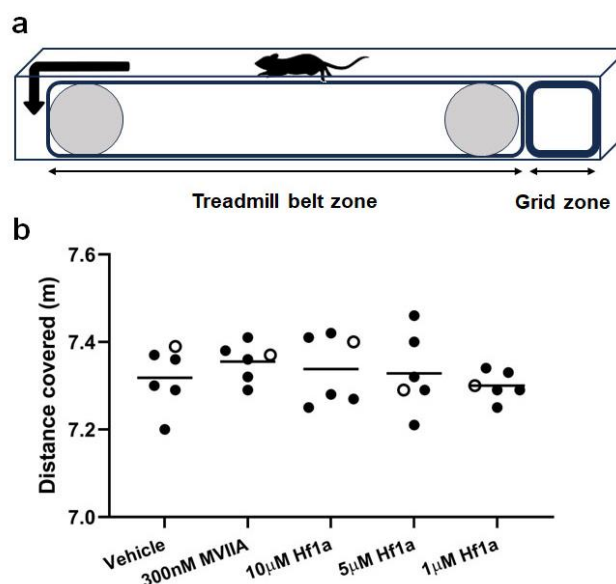 a
Treadmill belt zone
Grid zone
b
Distance covered (m)
7.6
7.4
7.2
7.0
Vehicle
300nM MVIIA
10μM Hf1a
5μM Hf1a
1μM Hf1a